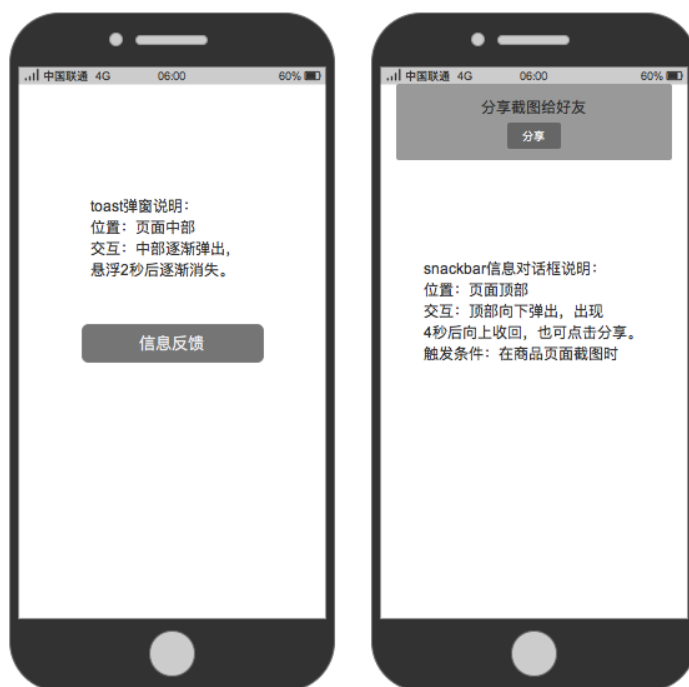 中国联通 4G 06:00 60%
toast弹窗说明：
位置：页面中部
交互：中部逐渐弹出，
悬浮2秒后逐渐消失。
信息反馈
中国联通 4G 06:00 60%
分享截图给好友
分享
snackbar信息对话框说明：
位置：页面顶部
交互：顶部向下弹出，出现
4秒后向上收回，也可点击分享。
触发条件：在商品页面截图时